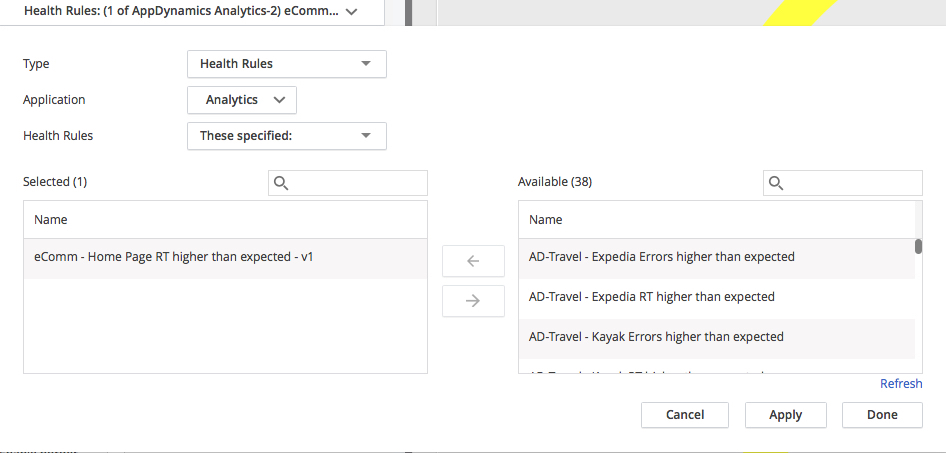 Health Rules: (1 of AppDynamics Analytics-2) eComm...
Type
Health Rules
Application
Analytics
Health Rules
These specified:
Selected (1)
Available (38)
Name
Name
eComm - Home Page RT higher than expected - v1
AD-Travel - Expedia Errors higher than expected
AD-Travel - Expedia RT higher than expected
AD-Travel - Kayak Errors higher than expected
Refresh
Cancel
Apply
Done